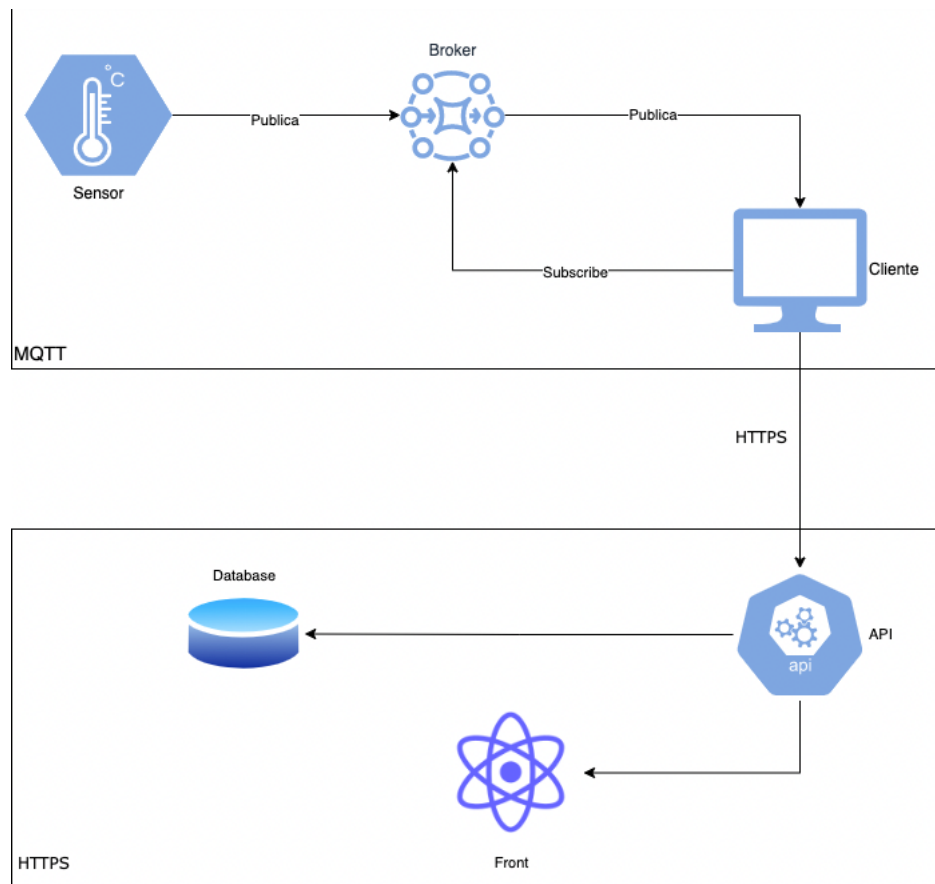 Broker
°C
Publica
Publica
Sensor
Subscribe
Cliente
MQTT
HTTPS
Database
API
api
Front
HTTPS